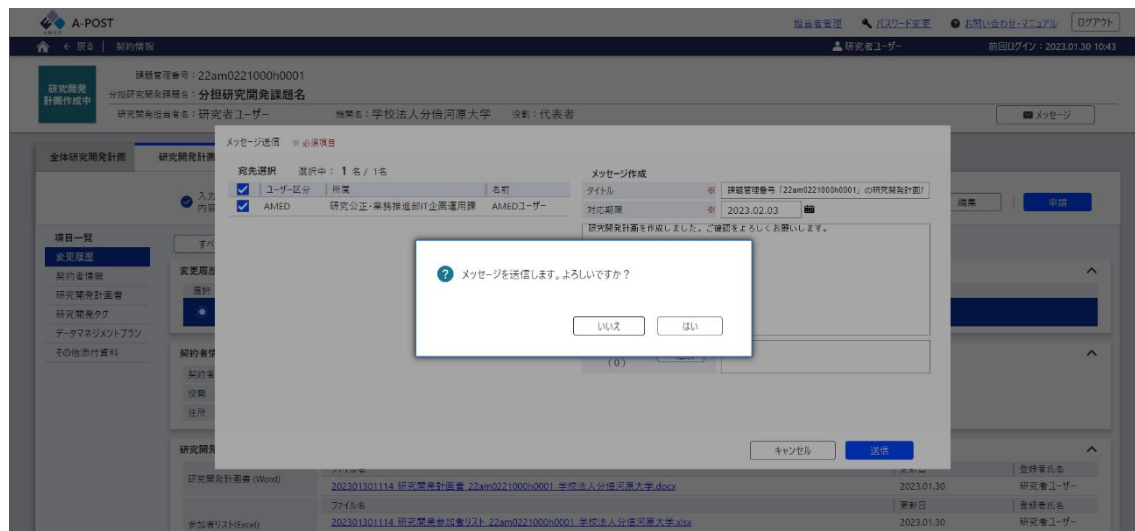 A-POST
担当者管理 パスワード変更 お問い合わせ・マニュアル ログアウト
← 戻る 契約情報 研究者ユーザー 前回ログイン：2023.01.30 10:43
研究開発
計画作成中
課題管理番号：22am0221000h0001
分担研究開発課題名：分担研究開発課題名
研究開発担当者名：研究者ユーザー 機関名：学校法人分倍河原大学 役割：代表者
メッセージ
全体研究開発計画 研究開発計画
メッセージ送信 ※ 必須項目
宛先選択 選択中：1 名 / 1名
ユーザー区分 所属 名前
AMED 研究公正・業務推進部IT企画運用課 AMEDユーザー
メッセージ作成
タイトル ※ 課題管理番号「22am0221000h0001」の研究開発計画
対応期限 ※ 2023.02.03
研究開発計画を作成しました。ご確認をよろしくお願いします。
入力
内容
編集 申請
項目一覧
変更履歴
契約者情報
研究開発計画書
研究開発タグ
データマネジメントプラン
その他添付資料
すべ
変更履歴
選択
メッセージを送信します。よろしいですか？
いいえ はい
(0)
契約者情
契約者
役職
住所
キャンセル 送信
研究開発
研究開発計画書 (Word)
ファイル名 更新日 登録者氏名
202301301114_研究開発計画書_22am0221000h0001_学校法人分倍河原大学.docx 2023.01.30 研究者ユーザー
参加者リスト(Excel)
ファイル名 更新日 登録者氏名
202301301114_研究開発参加者リスト_22am0221000h0001_学校法人分倍河原大学.xlsx 2023.01.30 研究者ユーザー